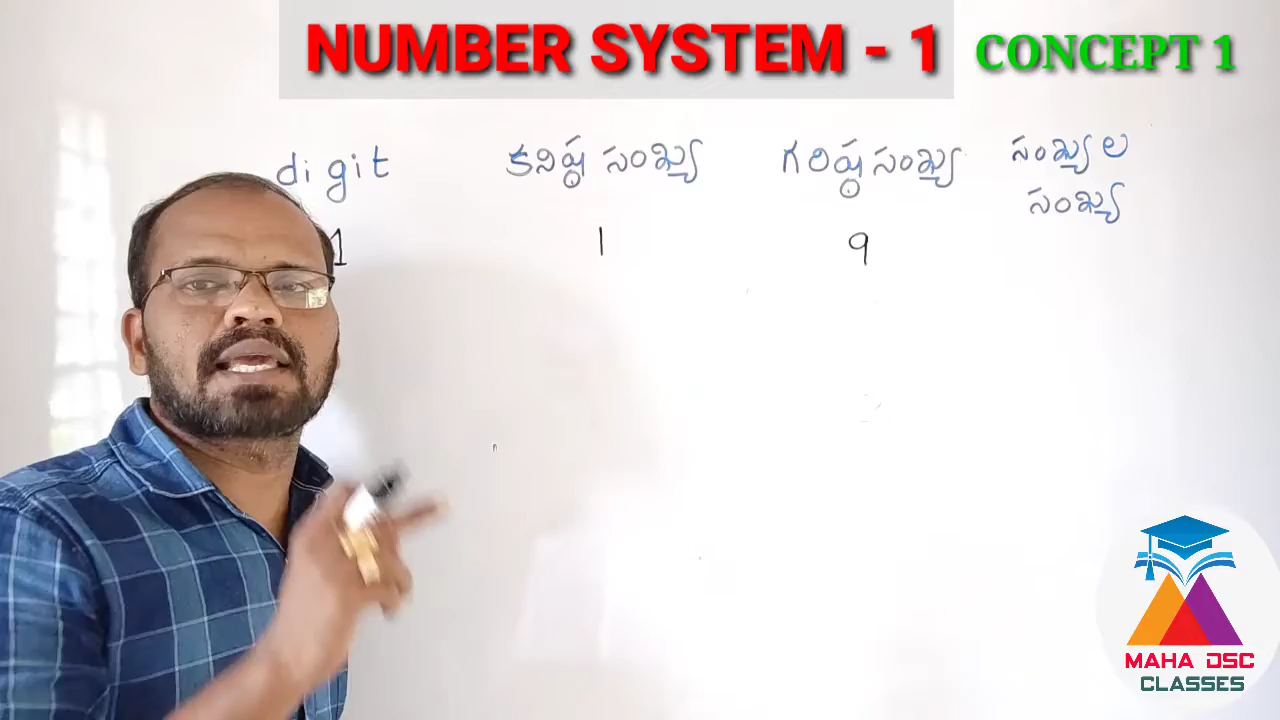 NUMBER SYSTEM - 1 CONCEPT 1
digit కనిష్ఠ సంఖ్య గరిష్ఠ సంఖ్య సంఖ్యల
సంఖ్య
1 1 9
MAHA DSC
CLASSES